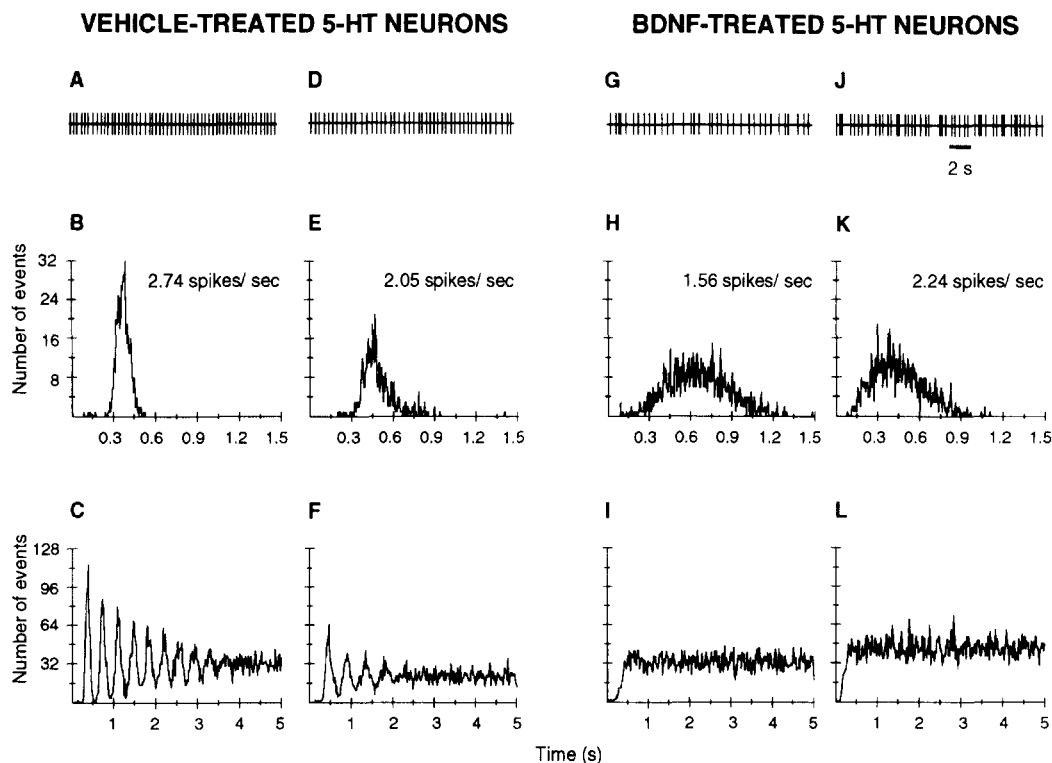 VEHICLE-TREATED 5-HT NEURONS
BDNF-TREATED 5-HT NEURONS
A
D
G
J
2 s
B
E
H
K
Number of events
32
24
16
8
2.74 spikes/ sec
2.05 spikes/ sec
1.56 spikes/ sec
2.24 spikes/ sec
0.3 0.6 0.9 1.2 1.5
0.3 0.6 0.9 1.2 1.5
0.3 0.6 0.9 1.2 1.5
0.3 0.6 0.9 1.2 1.5
C
F
I
L
Number of events
128
96
64
32
1 2 3 4 5
1 2 3 4 5
1 2 3 4 5
1 2 3 4 5
Time (s)